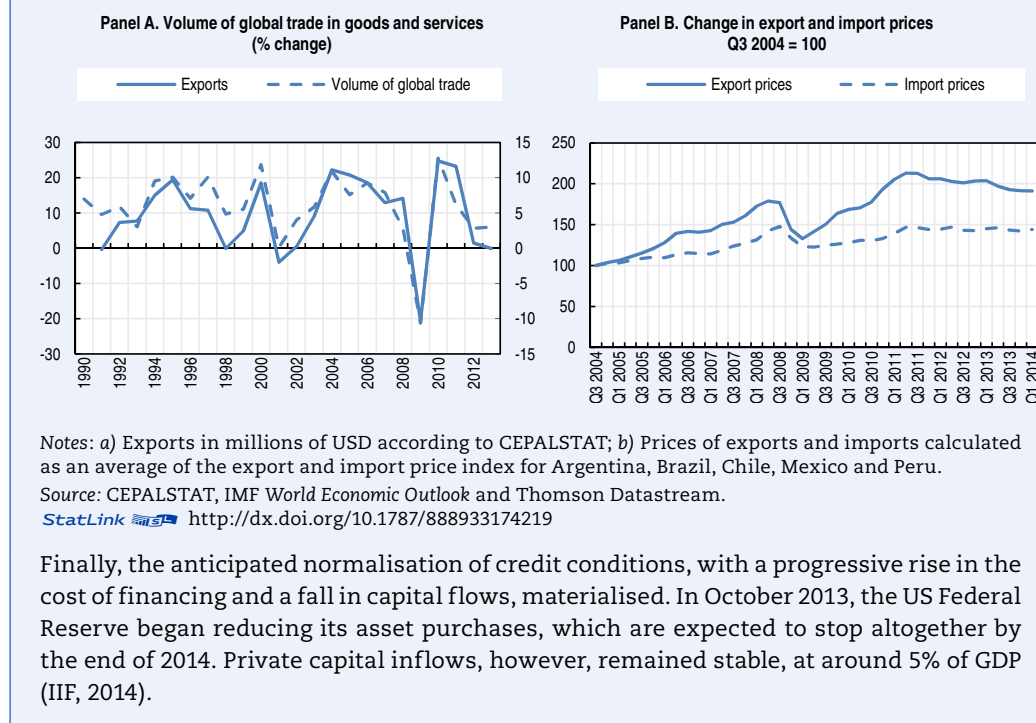 Panel A. Volume of global trade in goods and services
(% change)
Exports
Volume of global trade
30
20
10
0
-10
-20
-30
15
10
5
0
-5
-10
-15
1990
1992
1994
1996
1998
2000
2002
2004
2006
2008
2010
2012
Panel B. Change in export and import prices
Q3 2004 = 100
Export prices
Import prices
250
200
150
100
50
0
Q3 2004
Q1 2005
Q3 2005
Q1 2006
Q3 2006
Q1 2007
Q3 2007
Q1 2008
Q3 2008
Q1 2009
Q3 2009
Q1 2010
Q3 2010
Q1 2011
Q3 2011
Q1 2012
Q3 2012
Q1 2013
Q3 2013
Q1 2014
Notes: a) Exports in millions of USD according to CEPALSTAT; b) Prices of exports and imports calculated
as an average of the export and import price index for Argentina, Brazil, Chile, Mexico and Peru.
Source: CEPALSTAT, IMF World Economic Outlook and Thomson Datastream.
StatLink http://dx.doi.org/10.1787/888933174219
Finally, the anticipated normalisation of credit conditions, with a progressive rise in the
cost of financing and a fall in capital flows, materialised. In October 2013, the US Federal
Reserve began reducing its asset purchases, which are expected to stop altogether by
the end of 2014. Private capital inflows, however, remained stable, at around 5% of GDP
(IIF, 2014).